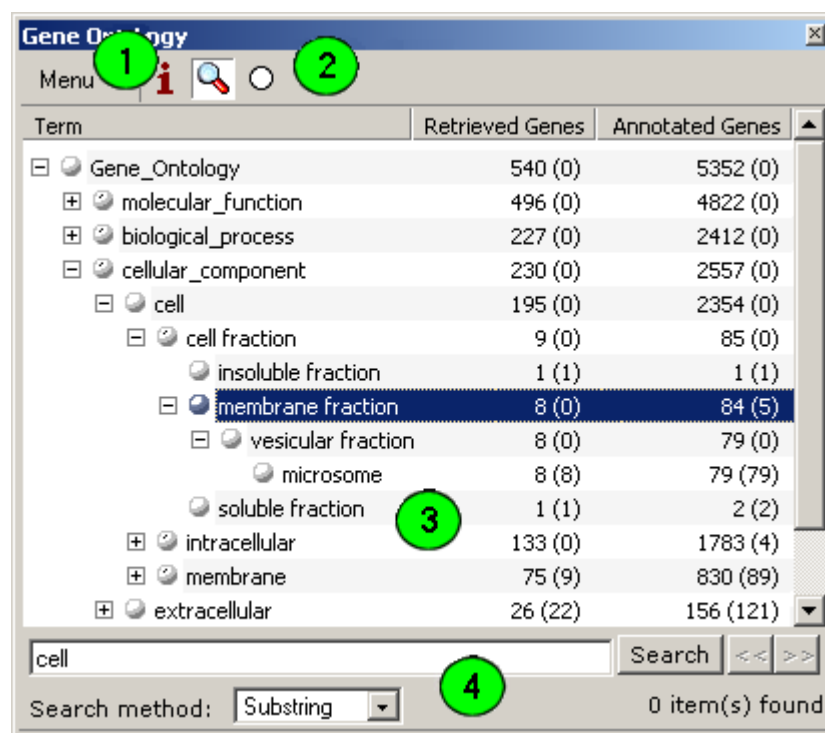 Gene Ontology
1
2
Menu i
Term Retrieved Genes Annotated Genes
Gene_Ontology 540 (0) 5352 (0)
molecular_function 496 (0) 4822 (0)
biological_process 227 (0) 2412 (0)
cellular_component 230 (0) 2557 (0)
cell 195 (0) 2354 (0)
cell fraction 9 (0) 85 (0)
insoluble fraction 1 (1) 1 (1)
membrane fraction 8 (0) 84 (5)
vesicular fraction 8 (0) 79 (0)
microsome 8 (8) 79 (79)
soluble fraction 1 (1) 2 (2)
3
intracellular 133 (0) 1783 (4)
membrane 75 (9) 830 (89)
extracellular 26 (22) 156 (121)
cell Search << >>
4
Search method: Substring 0 item(s) found